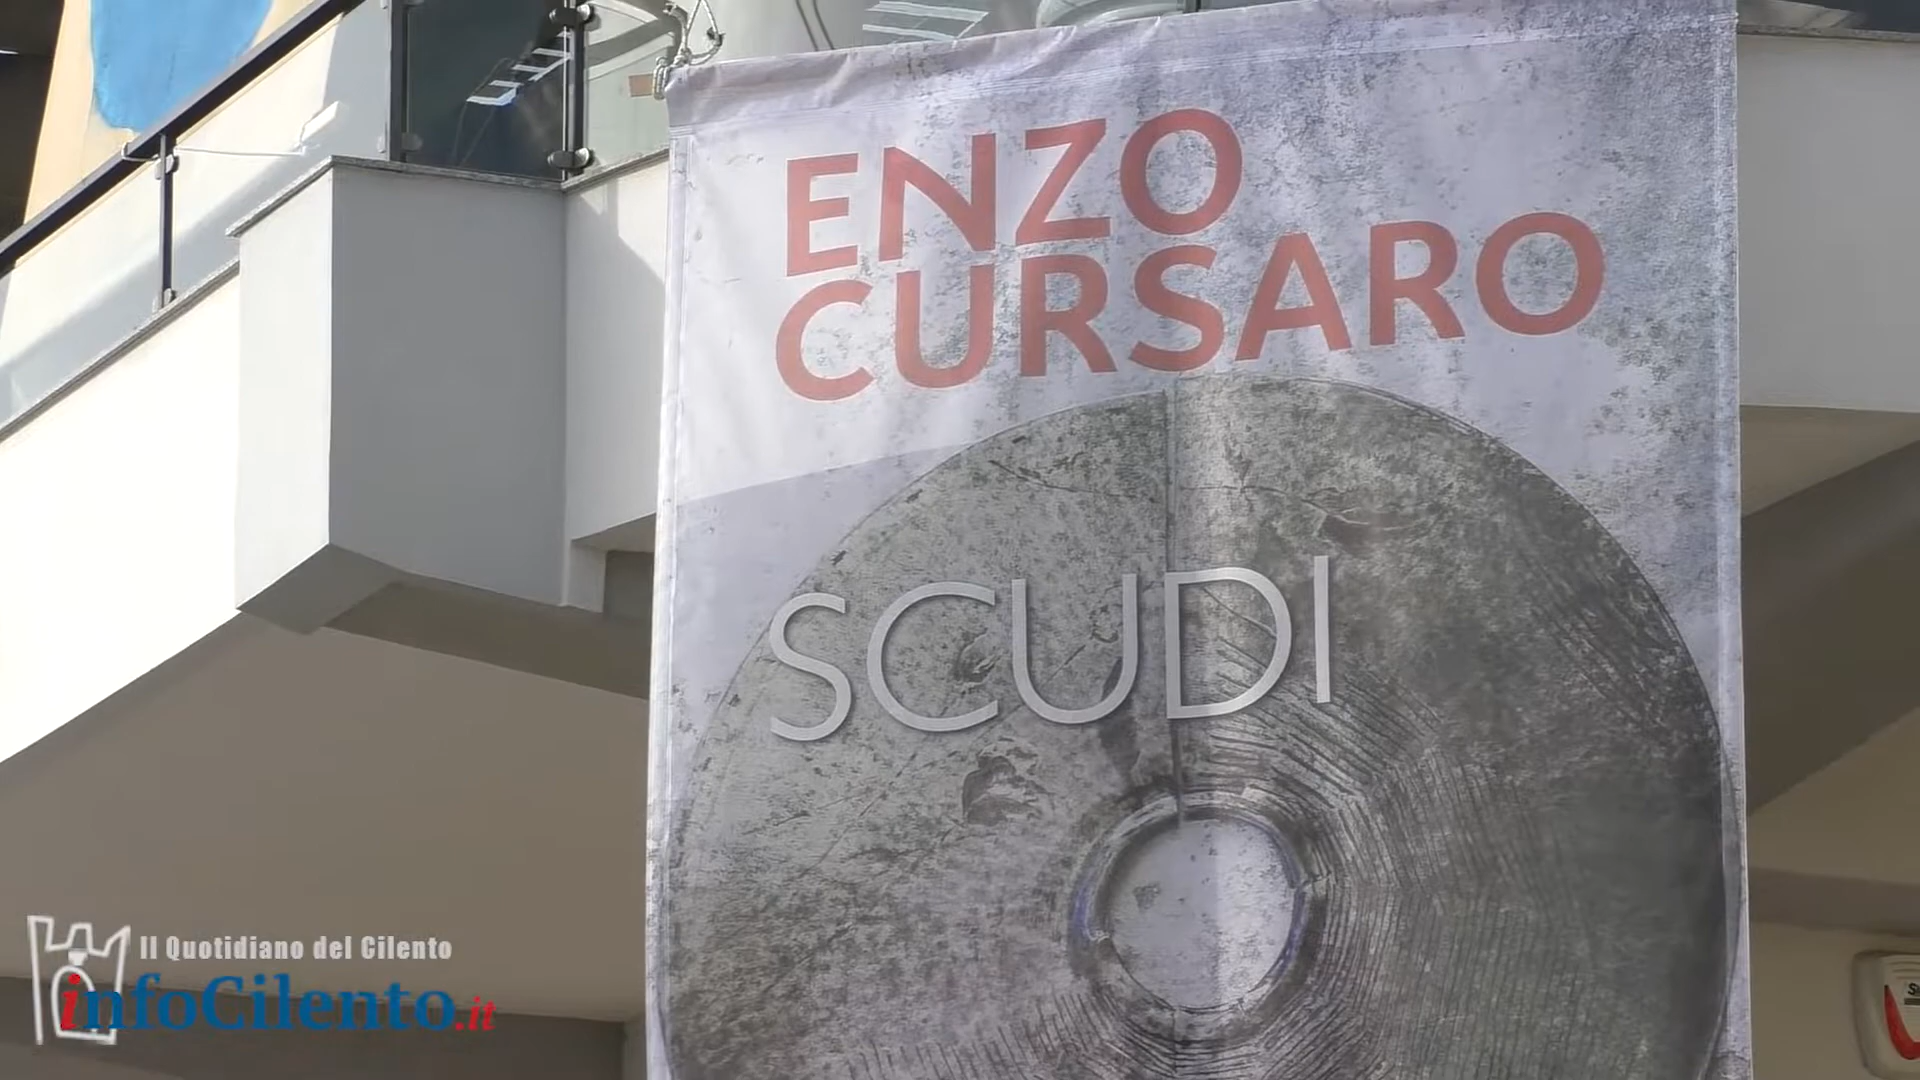 ENZO
CURSARO
SCUDI
Il Quotidiano del Cilento
infoCilento.it